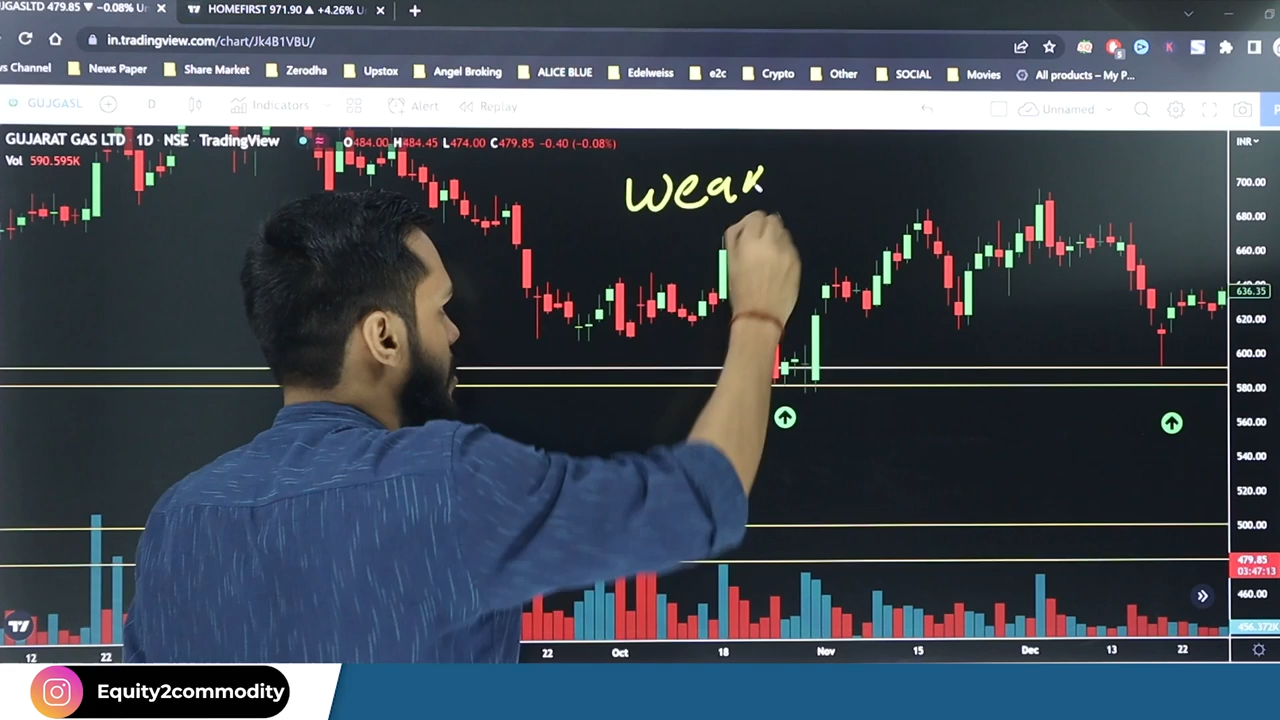 JGASLTD 479.85 ▼ −0.08% U
HOMEFIRST 971.90 ▲ +4.26% U
in.tradingview.com/chart/Jk4B1VBU/
ws Channel News Paper Share Market Zerodha Upstox Angel Broking ALICE BLUE Edelweiss e2c Crypto Other SOCIAL Movies All products – My P...
GUJGASL D Indicators Alert Replay Unnamed P
GUJARAT GAS LTD · 1D · NSE TradingView O484.00 H484.45 L474.00 C479.85 −0.40 (−0.08%) INR
Vol 590.595K
weak
700.00
680.00
660.00
636.35
620.00
600.00
580.00
560.00
540.00
520.00
500.00
479.85
03:47:13
460.00
456.372K
12 22 22 Oct 18 Nov 15 Dec 13 22
Equity2commodity